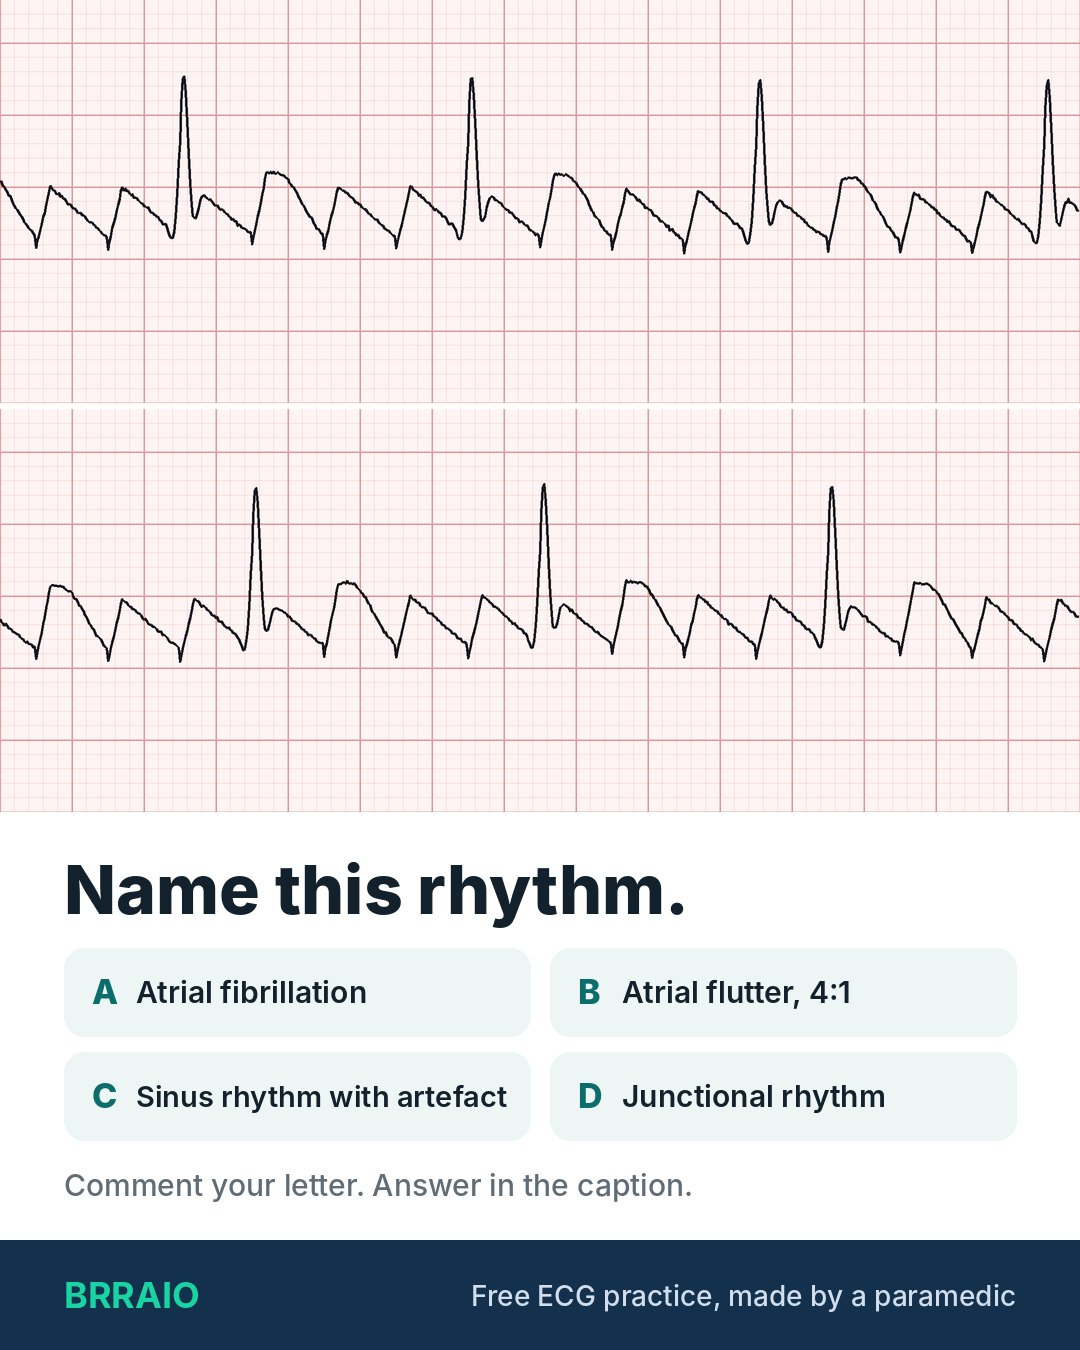 Name this rhythm.
A Atrial fibrillation
B Atrial flutter, 4:1
C Sinus rhythm with artefact
D Junctional rhythm
Comment your letter. Answer in the caption.
BRRAIO
Free ECG practice, made by a paramedic